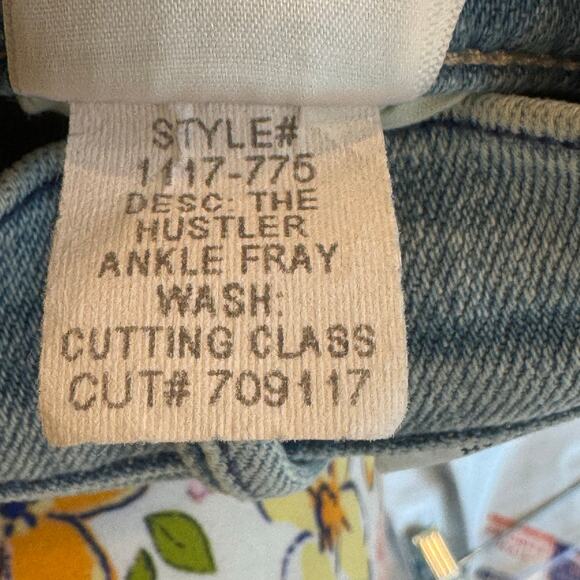 STYLE#
1117-775
DESC: THE
HUSTLER
ANKLE FRAY
WASH:
CUTTING CLASS
CUT# 709117